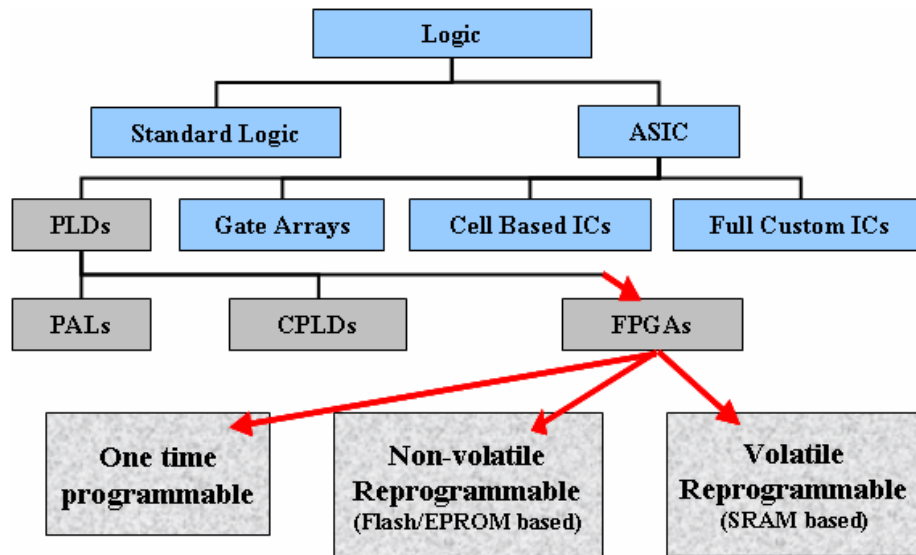 Logic
Standard Logic
ASIC
PLDs
Gate Arrays
Cell Based ICs
Full Custom ICs
PALs
CPLDs
FPGAs
One time
programmable
Non-volatile
Reprogrammable
(Flash/EPROM based)
Volatile
Reprogrammable
(SRAM based)